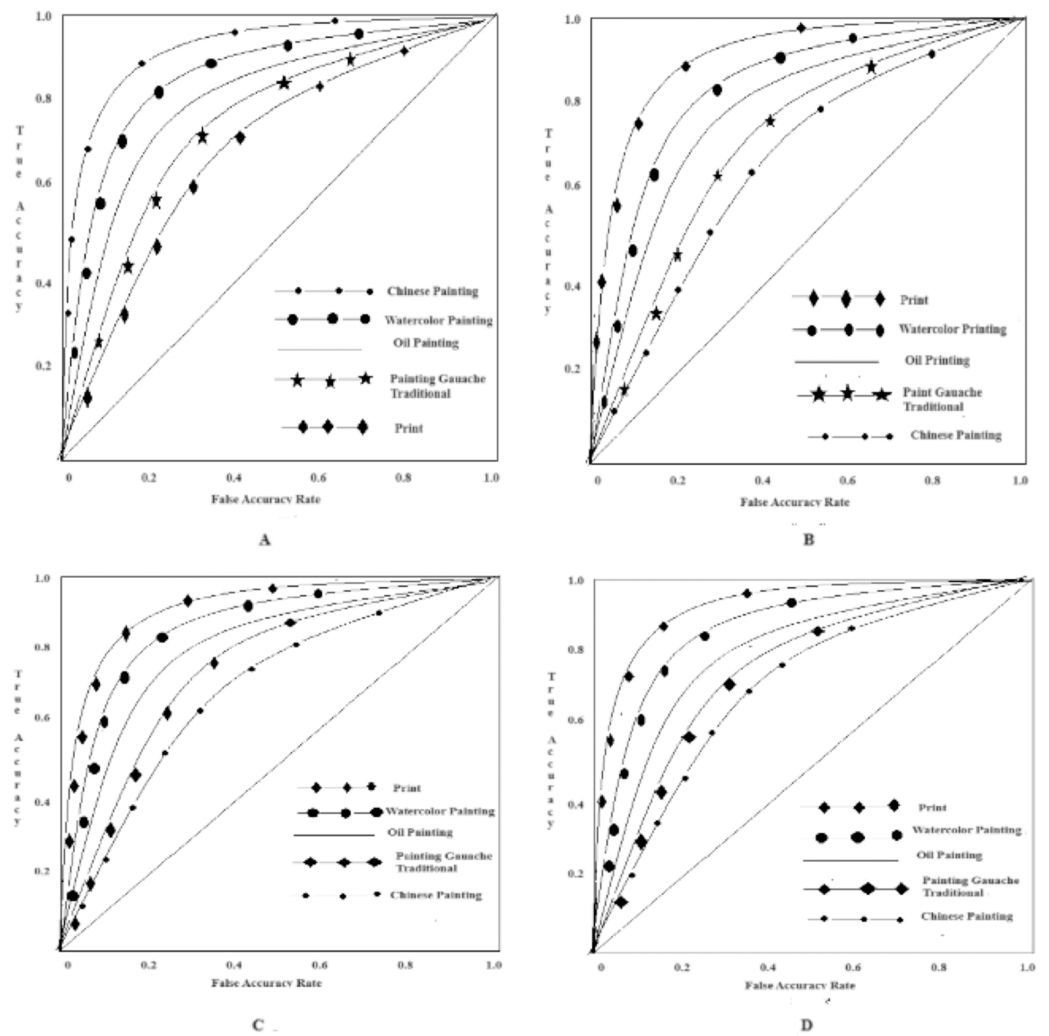 1.0
0.8
0.6
0.4
0.2
True Accuracy
Chinese Painting
Watercolor Painting
Oil Painting
Painting Gauache
Traditional
Print
0 0.2 0.4 0.6 0.8 1.0
False Accuracy Rate
A
1.0
0.8
0.6
0.4
0.2
True Accuracy
Print
Watercolor Printing
Oil Printing
Paint Gauache
Traditional
Chinese Painting
0 0.2 0.4 0.6 0.8 1.0
False Accuracy Rate
B
1.0
0.8
0.6
0.4
0.2
True Accuracy
Print
Watercolor Painting
Oil Painting
Painting Gauache
Traditional
Chinese Painting
0 0.2 0.4 0.6 0.8 1.0
False Accuracy Rate
C
1.0
0.8
0.6
0.4
0.2
True Accuracy
Print
Watercolor Painting
Oil Painting
Painting Gauache
Traditional
Chinese Painting
0 0.2 0.4 0.6 0.8 1.0
False Accuracy Rate
D